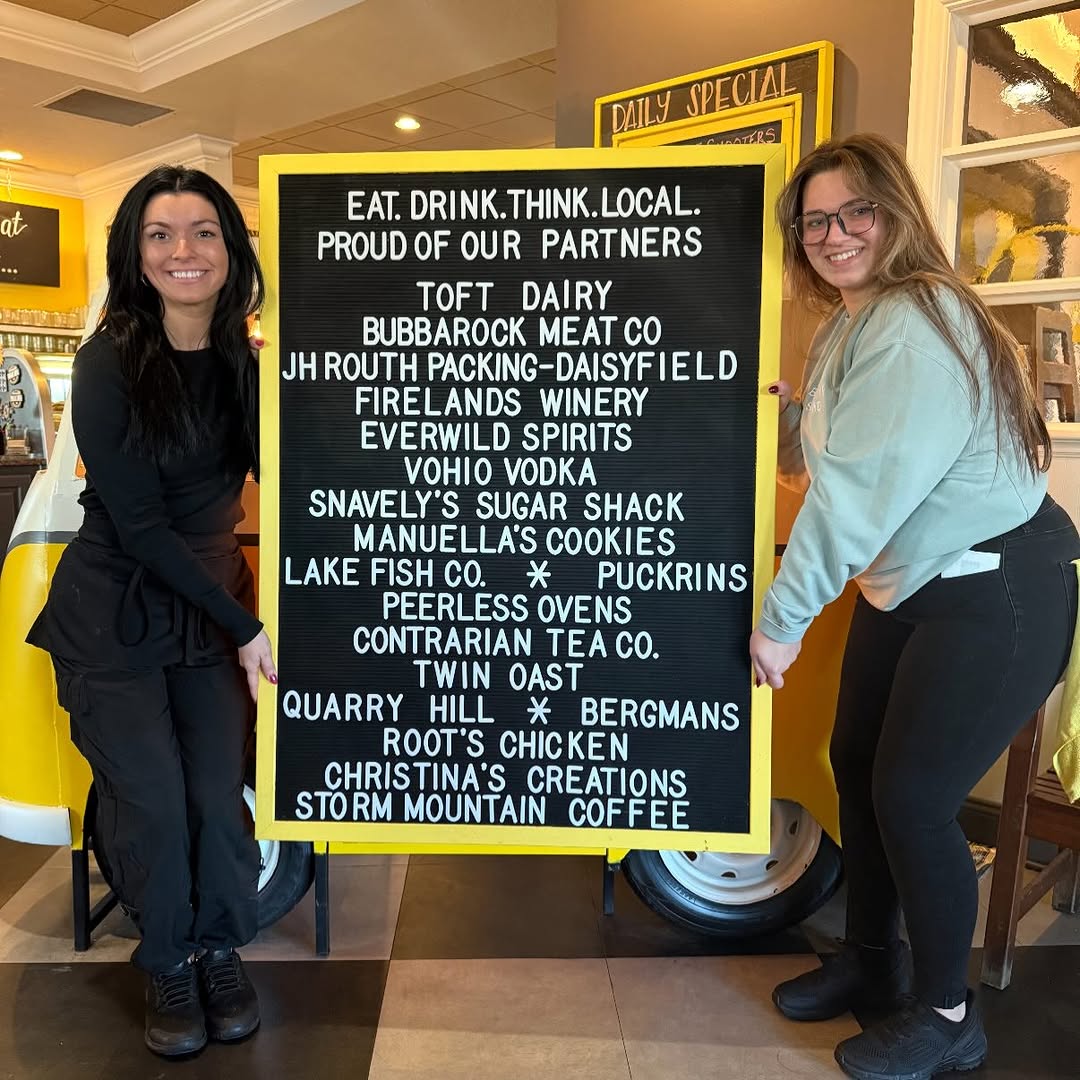 DAILY SPECIAL
at
EAT. DRINK. THINK. LOCAL.
PROUD OF OUR PARTNERS
TOFT DAIRY
BUBBAROCK MEAT CO
JH ROUTH PACKING-DAISYFIELD
FIRELANDS WINERY
EVERWILD SPIRITS
VOHIO VODKA
SNAVELY'S SUGAR SHACK
MANUELLA'S COOKIES
LAKE FISH CO. * PUCKRINS
PEERLESS OVENS
CONTRARIAN TEA CO.
TWIN OAST
QUARRY HILL * BERGMANS
ROOT'S CHICKEN
CHRISTINA'S CREATIONS
STORM MOUNTAIN COFFEE